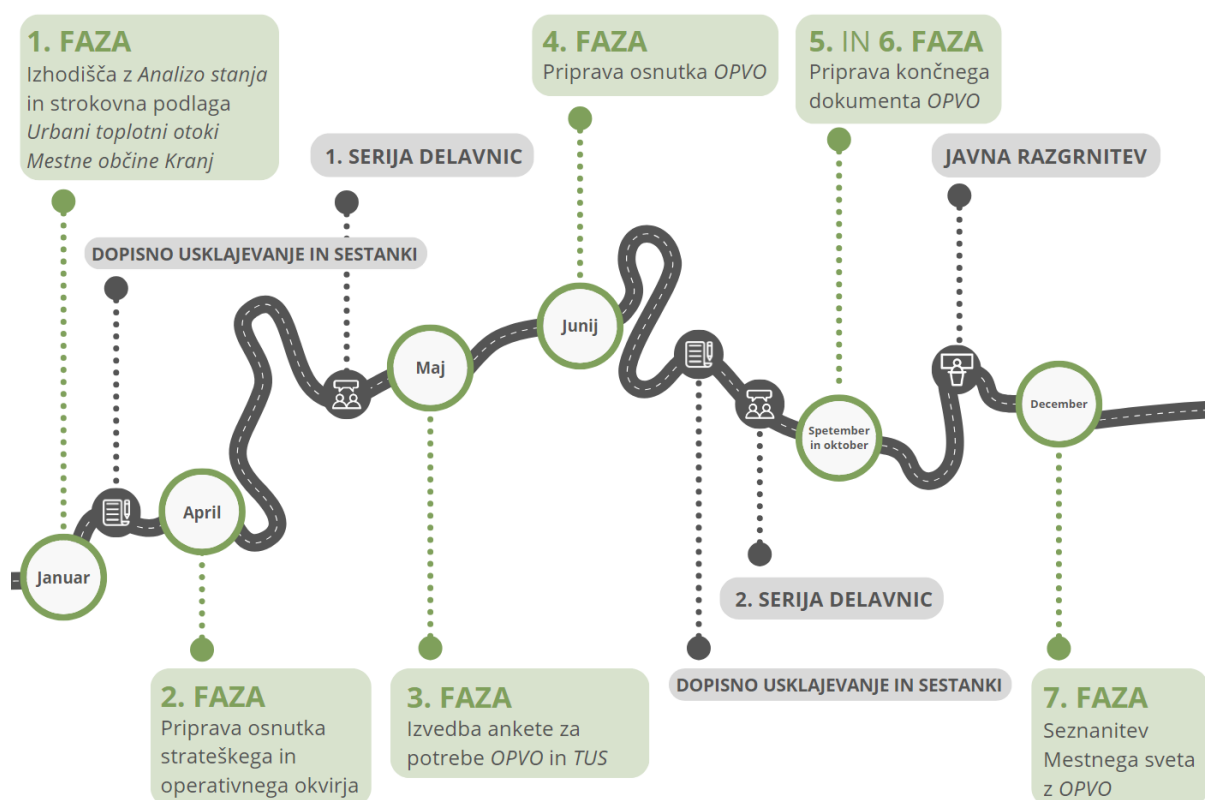 1. FAZA
Izhodišča z Analizo stanja
in strokovna podlaga
Urbani toplotni otoki
Mestne občine Kranj
4. FAZA
Priprava osnutka OPVO
5. IN 6. FAZA
Priprava končnega
dokumenta OPVO
1. SERIJA DELAVNIC
JAVNA RAZGRNITEV
DOPISNO USKLAJEVANJE IN SESTANKI
Januar
April
Maj
Junij
Spetember
in oktober
December
2. SERIJA DELAVNIC
DOPISNO USKLAJEVANJE IN SESTANKI
2. FAZA
Priprava osnutka
strateškega in
operativnega okvirja
3. FAZA
Izvedba ankete za
potrebe OPVO in TUS
7. FAZA
Seznanitev
Mestnega sveta
z OPVO